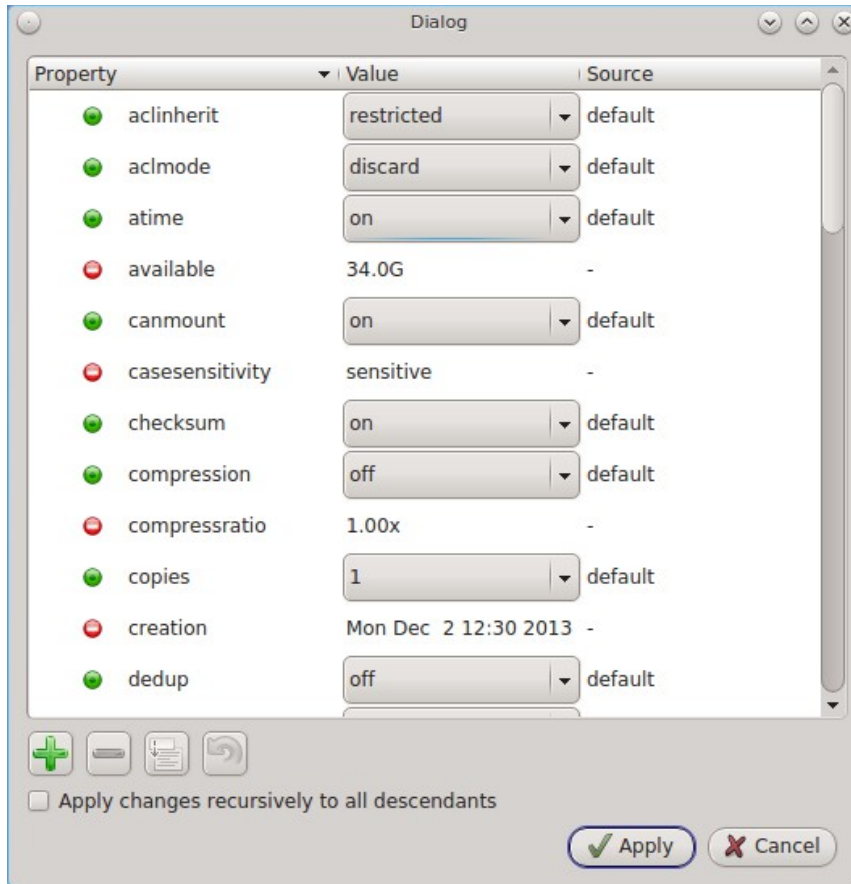 Dialog
Property Value Source
aclinherit restricted default
aclmode discard default
atime on default
available 34.0G -
canmount on default
casesensitivity sensitive -
checksum on default
compression off default
compressratio 1.00x -
copies 1 default
creation Mon Dec  2 12:30 2013 -
dedup off default
Apply changes recursively to all descendants
Apply Cancel